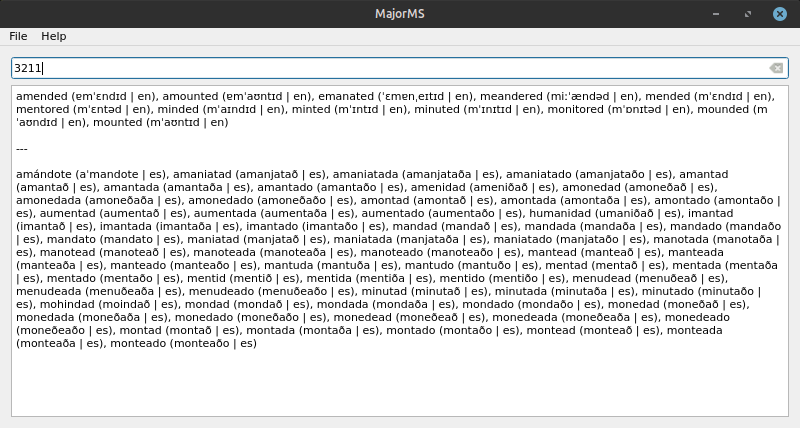 MajorMS
File Help
3211
amended (ɐmˈɛndɪd | en), amounted (ɐmˈaʊntɪd | en), emanated (ˈɛmɐnˌeɪtɪd | en), meandered (miːˈændəd | en), mended (mˈɛndɪd | en),
mentored (mˈɛntəd | en), minded (mˈaɪndɪd | en), minted (mˈɪntɪd | en), minuted (mˈɪnɪtɪd | en), monitored (mˈɒnɪtəd | en), mounded (m
ˈaʊndɪd | en), mounted (mˈaʊntɪd | en)
---
amándote (aˈmandote | es), amaniatad (amanjatað | es), amaniatada (amanjataða | es), amaniatado (amanjataðo | es), amantad
(amantað | es), amantada (amantaða | es), amantado (amantaðo | es), amenidad (ameniðað | es), amonedad (amoneðað | es),
amonedada (amoneðaða | es), amonedado (amoneðaðo | es), amontad (amontað | es), amontada (amontaða | es), amontado (amontaðo |
es), aumentad (aumentað | es), aumentada (aumentaða | es), aumentado (aumentaðo | es), humanidad (umaniðað | es), imantad
(imantað | es), imantada (imantaða | es), imantado (imantaðo | es), mandad (mandað | es), mandada (mandaða | es), mandado (mandaðo
| es), mandato (mandato | es), maniatad (manjatað | es), maniatada (manjataða | es), maniatado (manjataðo | es), manotada (manotaða |
es), manotead (manoteað | es), manoteada (manoteaða | es), manoteado (manoteaðo | es), mantead (manteað | es), manteada
(manteaða | es), manteado (manteaðo | es), mantuda (mantuða | es), mantudo (mantuðo | es), mentad (mentað | es), mentada (mentaða
| es), mentado (mentaðo | es), mentid (mentið | es), mentida (mentiða | es), mentido (mentiðo | es), menudead (menuðeað | es),
menudeada (menuðeaða | es), menudeado (menuðeaðo | es), minutad (minutað | es), minutada (minutaða | es), minutado (minutaðo |
es), mohindad (moindað | es), mondad (mondað | es), mondada (mondaða | es), mondado (mondaðo | es), monedad (moneðað | es),
monedada (moneðaða | es), monedado (moneðaðo | es), monedead (moneðeað | es), monedeada (moneðeaða | es), monedeado
(moneðeaðo | es), montad (montað | es), montada (montaða | es), montado (montaðo | es), montead (monteað | es), monteada
(monteaða | es), monteado (monteaðo | es)